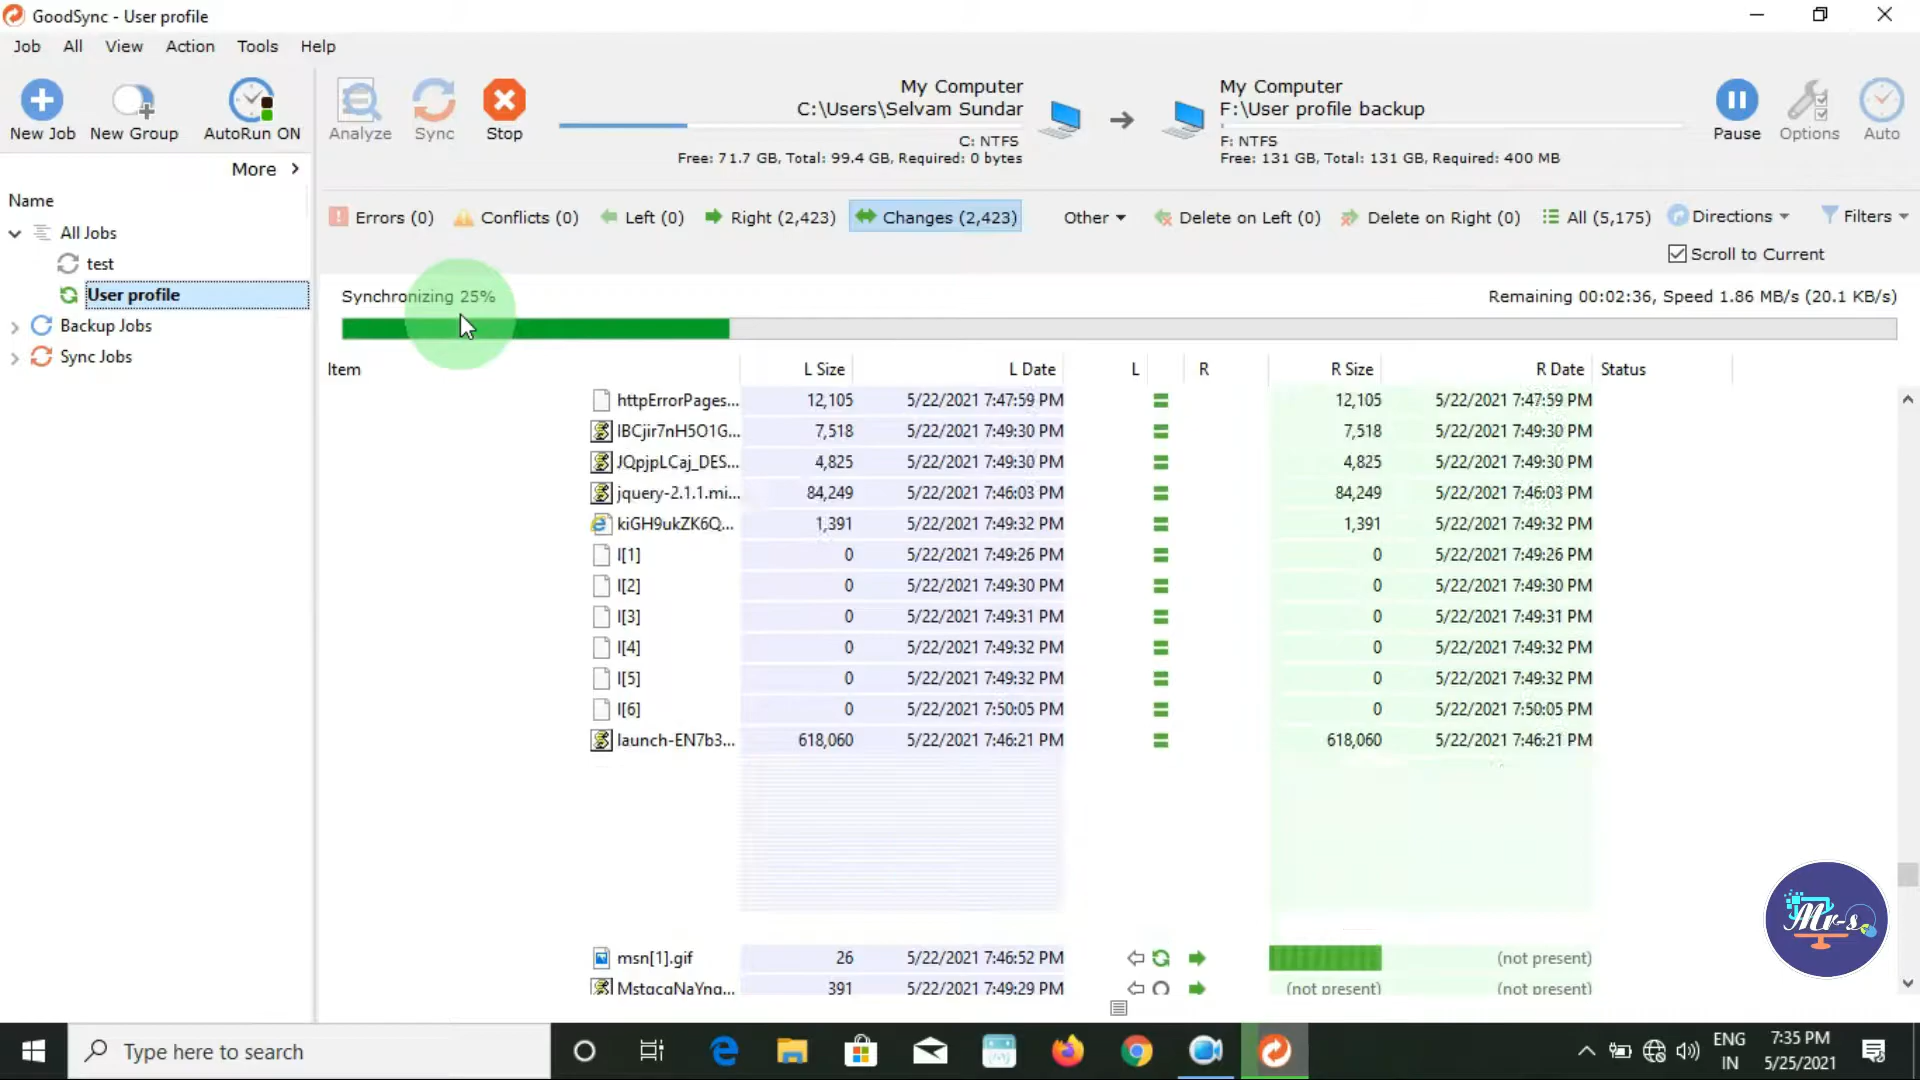 GoodSync - User profile
Job All View Action Tools Help
New Job New Group AutoRun ON Analyze Sync Stop
My Computer
C:\Users\Selvam Sundar
C: NTFS
Free: 71.7 GB, Total: 99.4 GB, Required: 0 bytes
My Computer
F:\User profile backup
F: NTFS
Free: 131 GB, Total: 131 GB, Required: 400 MB
Pause Options Auto
More
Name
All Jobs
test
User profile
Backup Jobs
Sync Jobs
Errors (0) Conflicts (0) Left (0) Right (2,423) Changes (2,423) Other Delete on Left (0) Delete on Right (0) All (5,175) Directions Filters
Scroll to Current
Synchronizing 25% Remaining 00:02:36, Speed 1.86 MB/s (20.1 KB/s)
Item L Size L Date L R R Size R Date Status
httpErrorPages... 12,105 5/22/2021 7:47:59 PM 12,105 5/22/2021 7:47:59 PM
IBCjir7nH5O1G... 7,518 5/22/2021 7:49:30 PM 7,518 5/22/2021 7:49:30 PM
JQpjpLCaj_DES... 4,825 5/22/2021 7:49:30 PM 4,825 5/22/2021 7:49:30 PM
jquery-2.1.1.mi... 84,249 5/22/2021 7:46:03 PM 84,249 5/22/2021 7:46:03 PM
kiGH9ukZK6Q... 1,391 5/22/2021 7:49:32 PM 1,391 5/22/2021 7:49:32 PM
l[1] 0 5/22/2021 7:49:26 PM 0 5/22/2021 7:49:26 PM
l[2] 0 5/22/2021 7:49:30 PM 0 5/22/2021 7:49:30 PM
l[3] 0 5/22/2021 7:49:31 PM 0 5/22/2021 7:49:31 PM
l[4] 0 5/22/2021 7:49:32 PM 0 5/22/2021 7:49:32 PM
l[5] 0 5/22/2021 7:49:32 PM 0 5/22/2021 7:49:32 PM
l[6] 0 5/22/2021 7:50:05 PM 0 5/22/2021 7:50:05 PM
launch-EN7b3... 618,060 5/22/2021 7:46:21 PM 618,060 5/22/2021 7:46:21 PM
msn[1].gif 26 5/22/2021 7:46:52 PM (not present)
391 5/22/2021 7:49:29 PM (not present) (not present)
Mr-s
Type here to search
ENG
IN
7:35 PM
5/25/2021